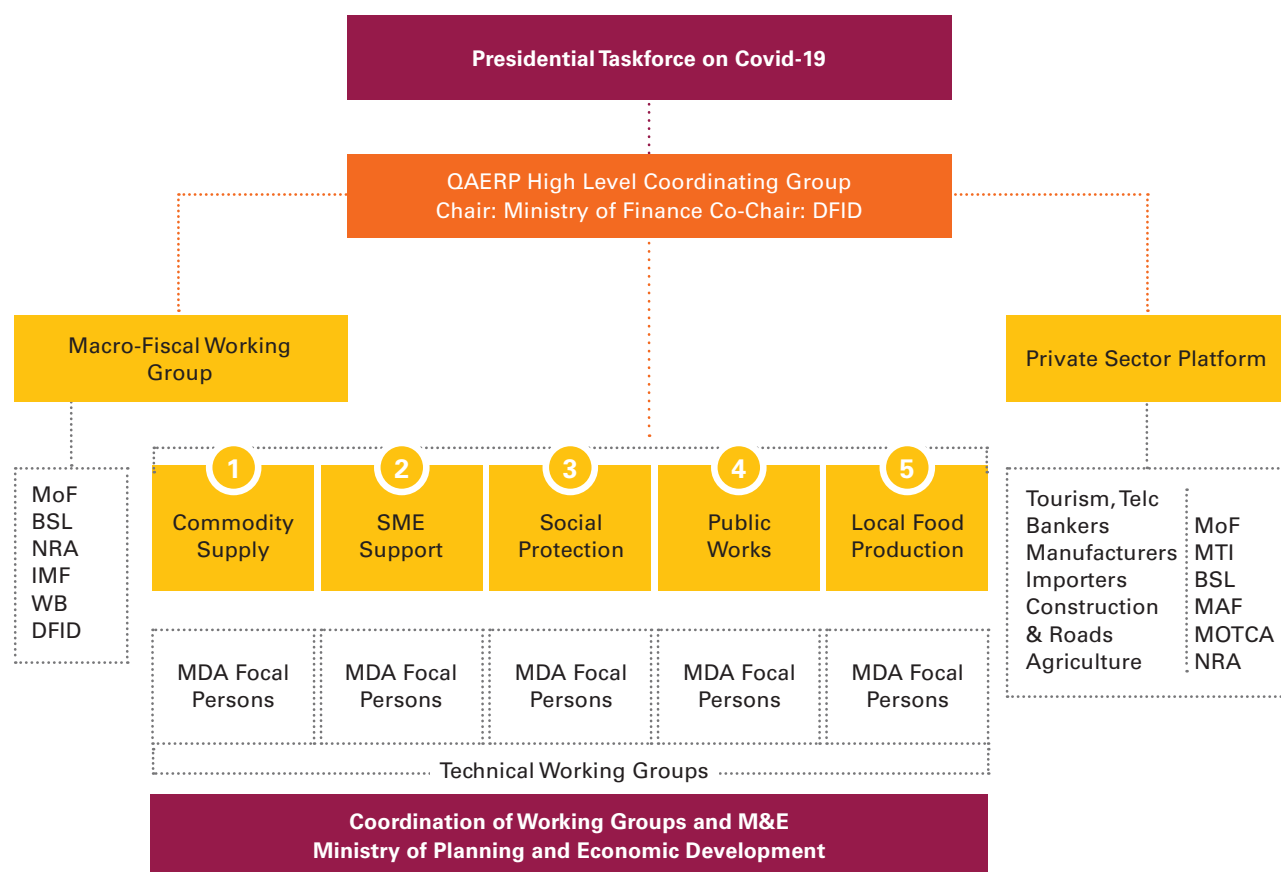 Presidential Taskforce on Covid-19
QAERP High Level Coordinating Group
Chair: Ministry of Finance Co-Chair: DFID
Macro-Fiscal Working
Group
Private Sector Platform
MoF
BSL
NRA
IMF
WB
DFID
1
Commodity
Supply
2
SME
Support
3
Social
Protection
4
Public
Works
5
Local Food
Production
Tourism, Telc
Bankers
Manufacturers
Importers
Construction
& Roads
Agriculture
MoF
MTI
BSL
MAF
MOTCA
NRA
MDA Focal
Persons
MDA Focal
Persons
MDA Focal
Persons
MDA Focal
Persons
MDA Focal
Persons
Technical Working Groups
Coordination of Working Groups and M&E
Ministry of Planning and Economic Development